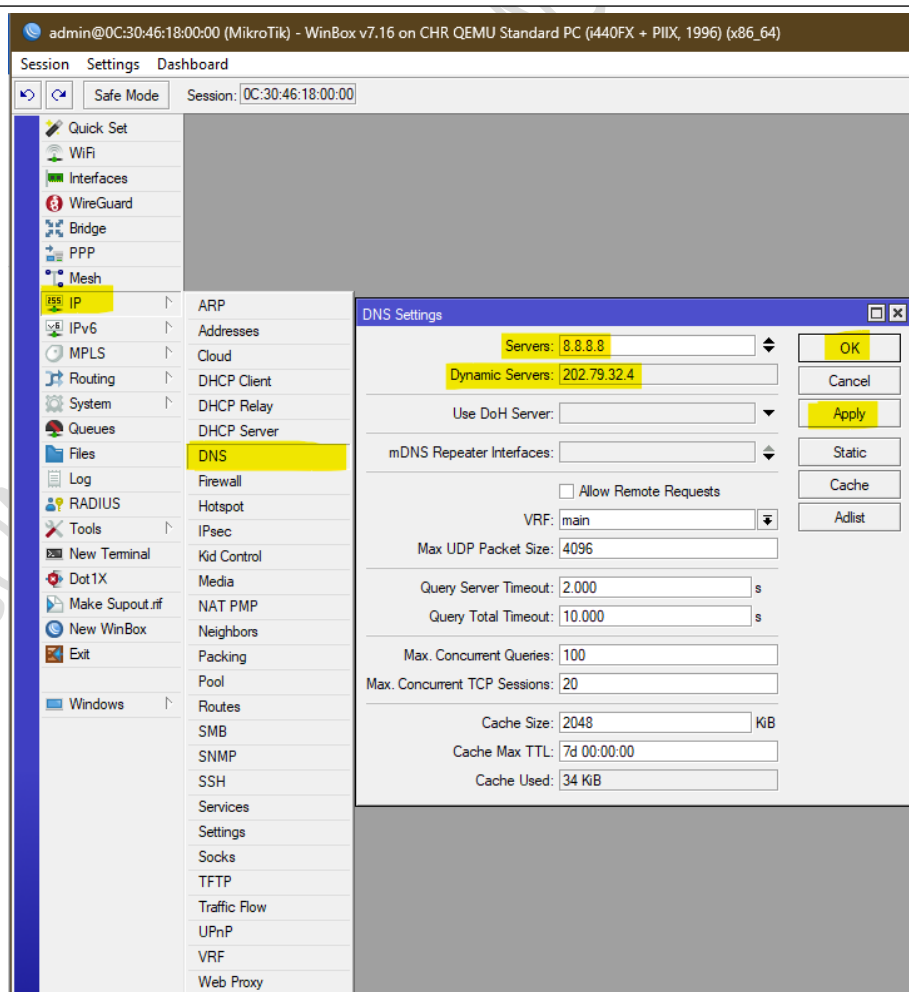 admin@0C:30:46:18:00:00 (MikroTik) - WinBox v7.16 on CHR QEMU Standard PC (i440FX + PIIX, 1996) (x86_64)
Session Settings Dashboard
Safe Mode Session: 0C:30:46:18:00:00
Quick Set
WiFi
Interfaces
WireGuard
Bridge
PPP
Mesh
IP
IPv6
MPLS
Routing
System
Queues
Files
Log
RADIUS
Tools
New Terminal
Dot1X
Make Supout.rif
New WinBox
Exit
Windows
ARP
Addresses
Cloud
DHCP Client
DHCP Relay
DHCP Server
DNS
Firewall
Hotspot
IPsec
Kid Control
Media
NAT PMP
Neighbors
Packing
Pool
Routes
SMB
SNMP
SSH
Services
Settings
Socks
TFTP
Traffic Flow
UPnP
VRF
Web Proxy
DNS Settings
Servers: 8.8.8.8
Dynamic Servers: 202.79.32.4
Use DoH Server:
mDNS Repeater Interfaces:
Allow Remote Requests
VRF: main
Max UDP Packet Size: 4096
Query Server Timeout: 2.000 s
Query Total Timeout: 10.000 s
Max. Concurrent Queries: 100
Max. Concurrent TCP Sessions: 20
Cache Size: 2048 KiB
Cache Max TTL: 7d 00:00:00
Cache Used: 34 KiB
OK
Cancel
Apply
Static
Cache
Adlist